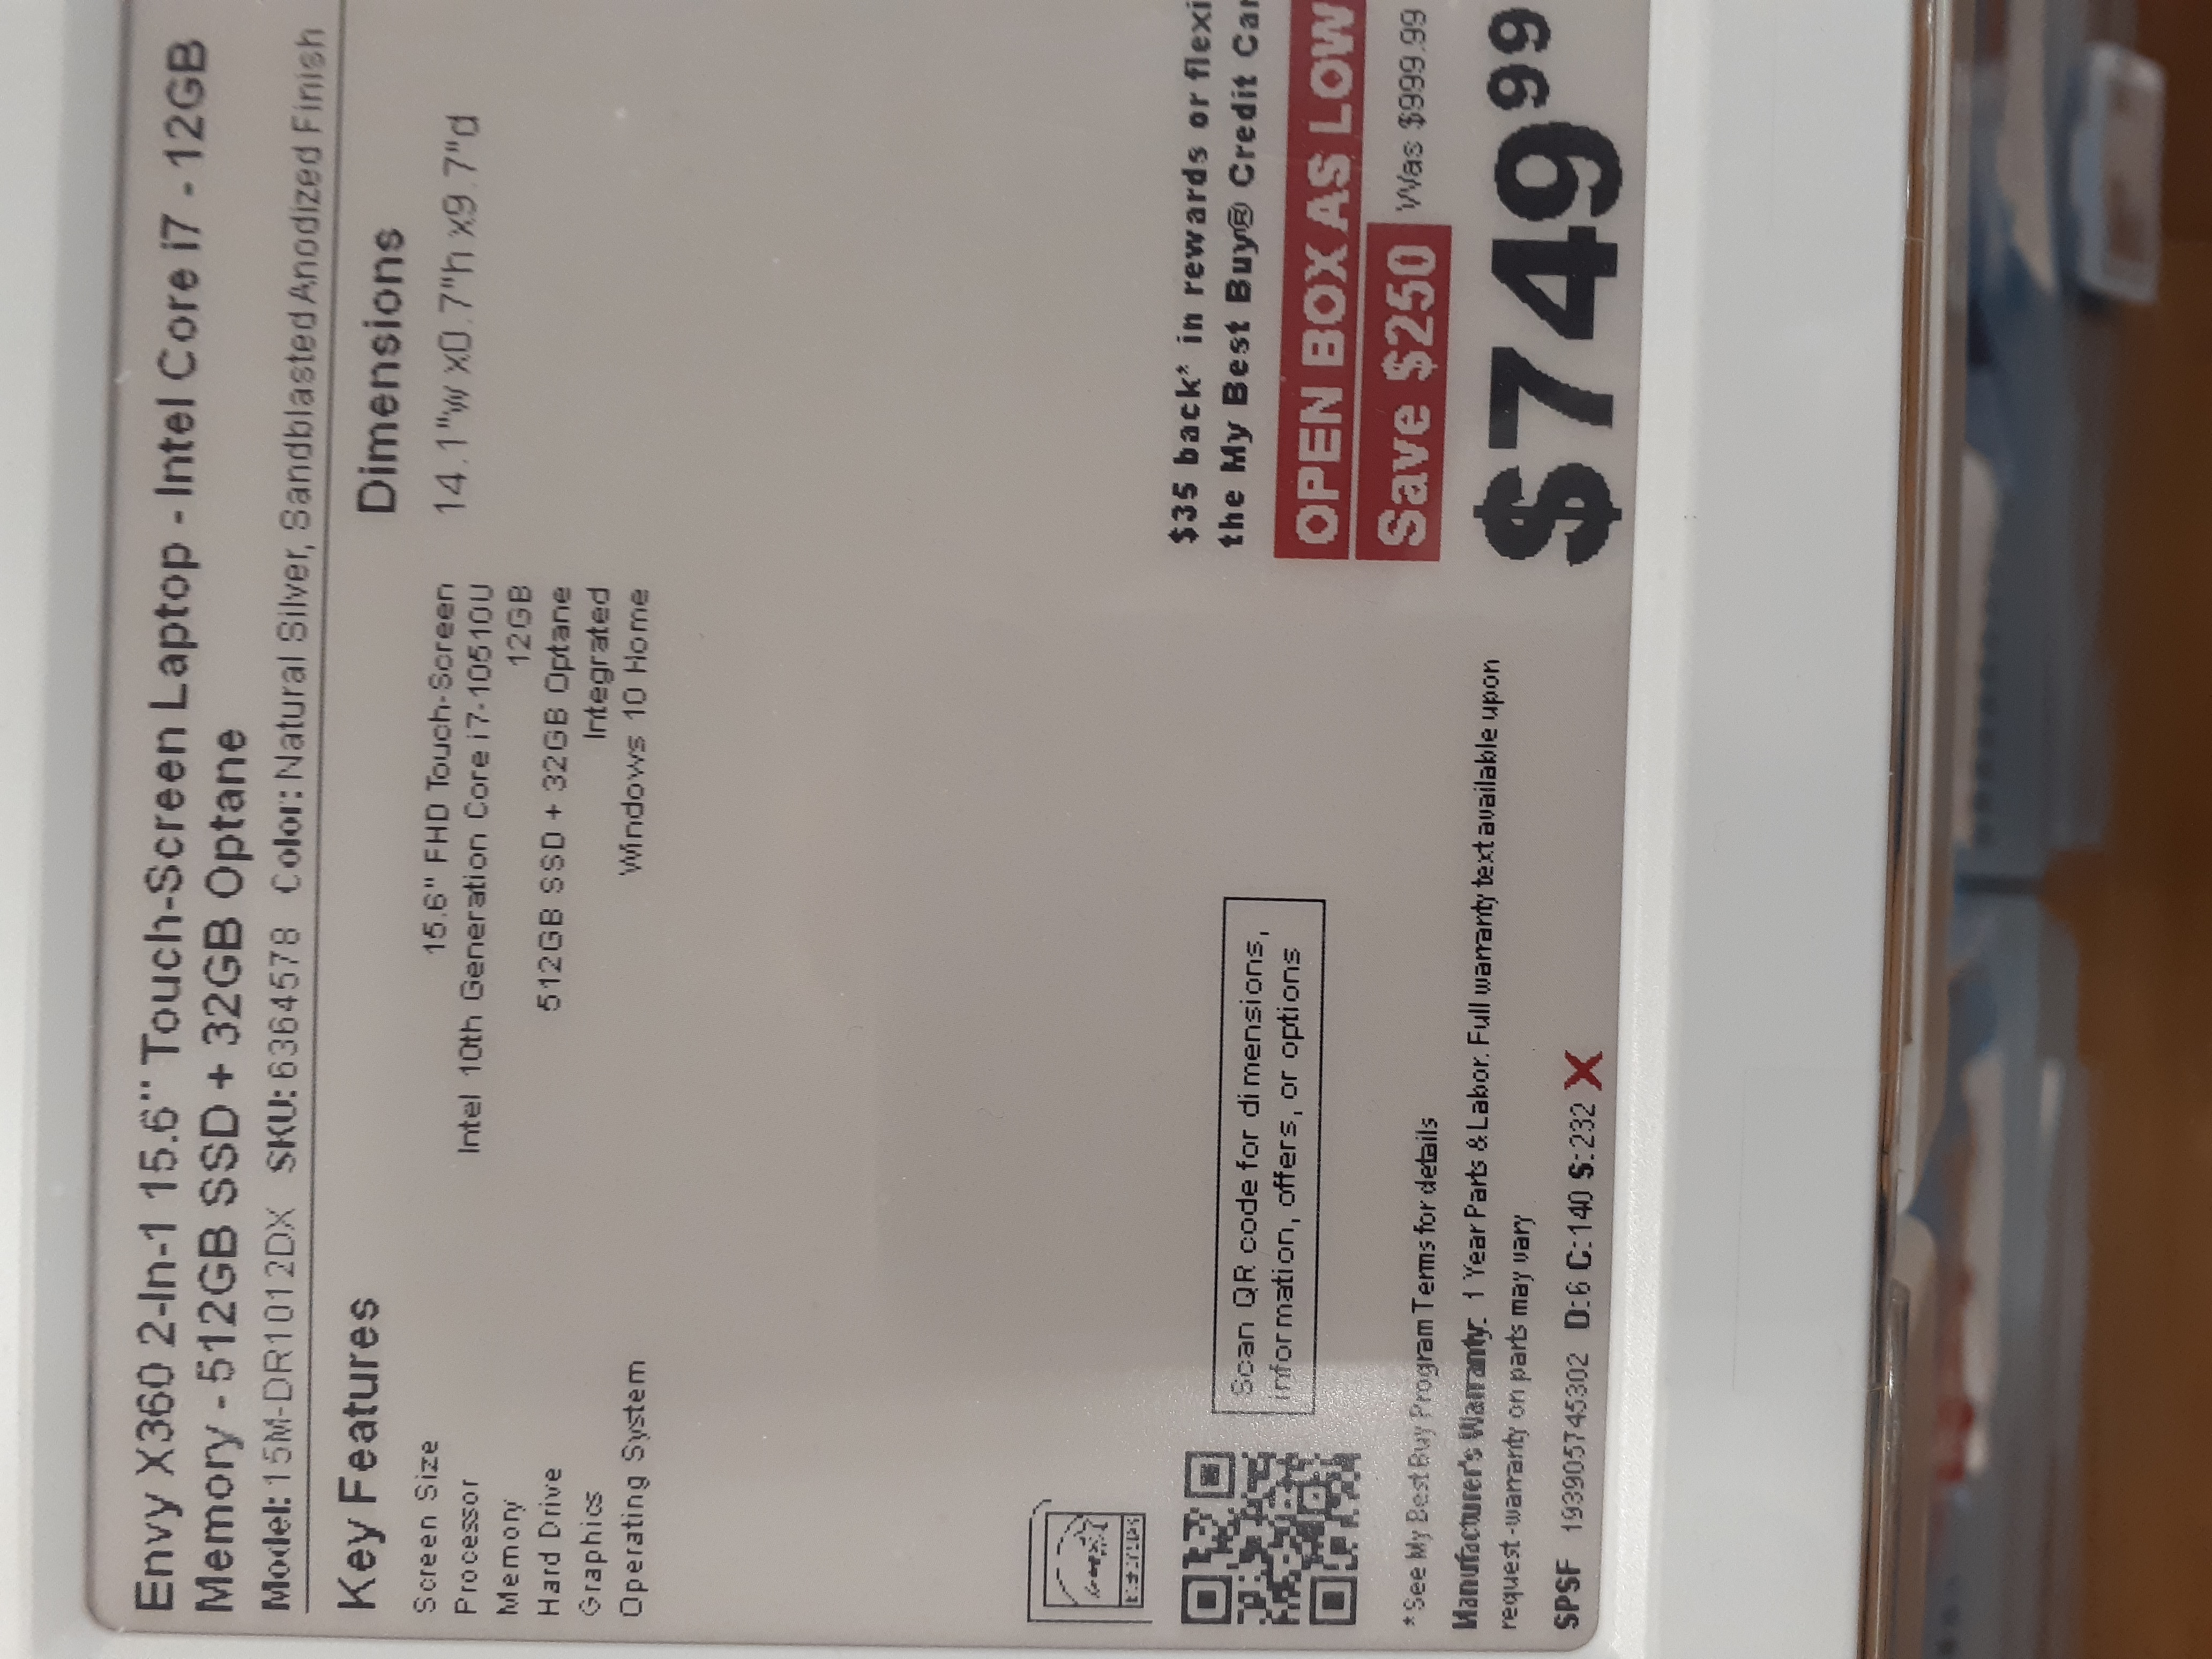 Envy X360 2-In-1 15.6" Touch-Screen Laptop - Intel Core i7 - 12GB
Memory - 512GB SSD + 32GB Optane
Model: 15M-DR1012DX SKU: 6364578 Color: Natural Silver, Sandblasted Anodized Finish
Key Features
Dimensions
Screen Size 15.6" FHD Touch-Screen
14.1"w x0.7"h x9.7"d
Processor Intel 10th Generation Core i7-10510U
Memory 12GB
Hard Drive 512GB SSD + 32GB Optane
Graphics Integrated
Operating System Windows 10 Home
$35 back* in rewards or flexi
the My Best Buy® Credit Car
Scan QR code for dimensions,
information, offers, or options
OPEN BOX AS LOW
Save $250 Was $999.99
$749 99
*See My Best Buy Program Terms for details
Manufacturer's Warranty: 1 Year Parts & Labor. Full warranty text available upon
request-warranty on parts may vary
SPSF 193905745302 D:6 C:140 S:232 X